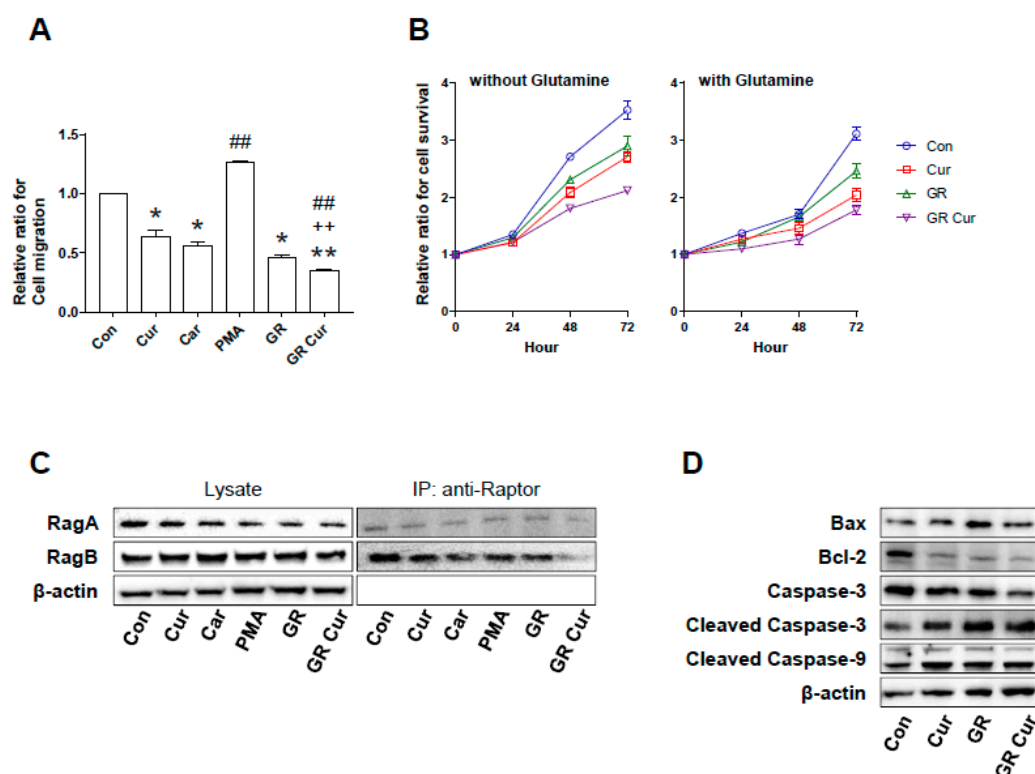 A
Relative ratio for
Cell migration
1.5
1.0
0.5
0.0
*
*
##
*
##
++
**
Con
Cur
Car
PMA
GR
GR Cur
B
Relative ratio for cell survival
without Glutamine
4
3
2
1
0
0 24 48 72
Hour
with Glutamine
4
3
2
1
0
0 24 48 72
Hour
Con
Cur
GR
GR Cur
C
Lysate IP: anti-Raptor
RagA
RagB
β-actin
Con Cur Car PMA GR GR Cur Con Cur Car PMA GR GR Cur
D
Bax
Bcl-2
Caspase-3
Cleaved Caspase-3
Cleaved Caspase-9
β-actin
Con Cur GR GR Cur